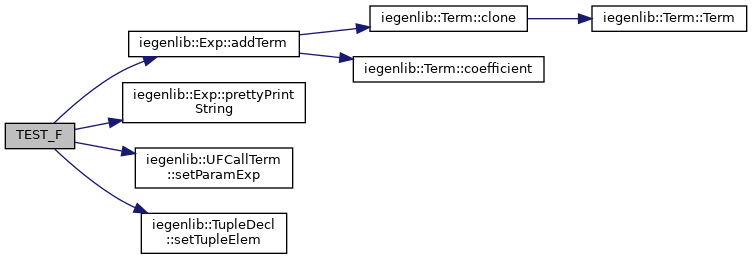 TEST_F
iegenlib::Exp::addTerm
iegenlib::Term::clone
iegenlib::Term::Term
iegenlib::Term::coefficient
iegenlib::Exp::prettyPrint
String
iegenlib::UFCallTerm
::setParamExp
iegenlib::TupleDecl
::setTupleElem